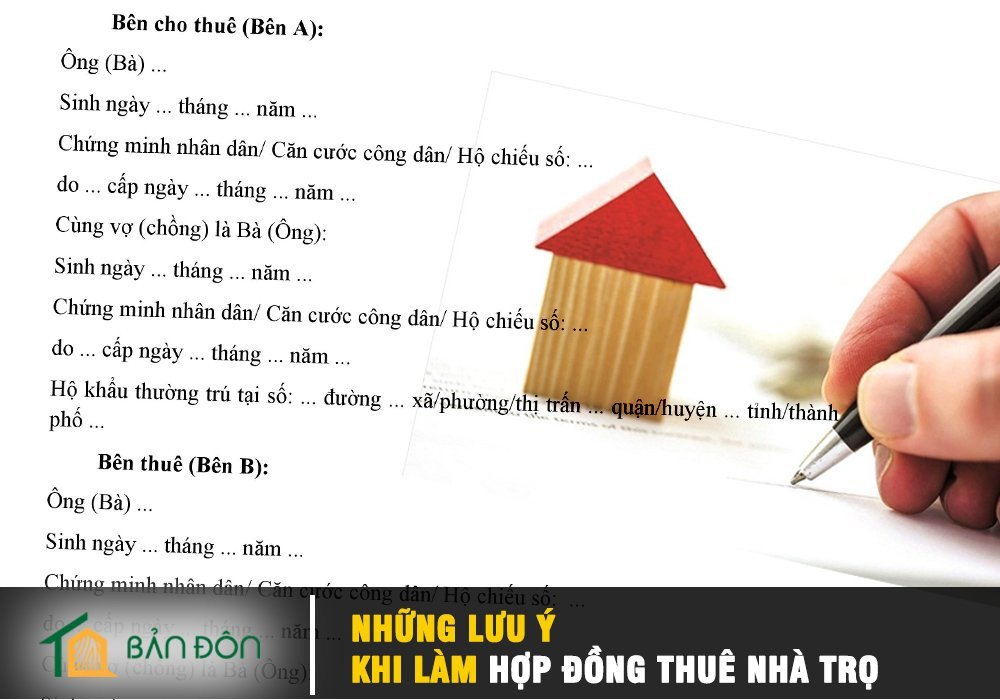 Bên cho thuê (Bên A):
Ông (Bà) ...
Sinh ngày ... tháng ... năm ...
Chứng minh nhân dân/ Căn cước công dân/ Hộ chiếu số: ...
do ... cấp ngày ... tháng ... năm ...
Cùng vợ (chồng) là Bà (Ông):
Sinh ngày ... tháng ... năm ...
Chứng minh nhân dân/ Căn cước công dân/ Hộ chiếu số: ...
do ... cấp ngày ... tháng ... năm ...
Hộ khẩu thường trú tại số: ... đường ... xã/phường/thị trấn ... quận/huyện ... tỉnh/thành
phố ...
Bên thuê (Bên B):
Ông (Bà) ...
Sinh ngày ... tháng ... năm ...
Chứng minh nhân dân/ Căn cước công dân/ Hộ chiếu số: ...
do ... cấp ngày ... tháng ... năm ...
Cùng vợ (chồng) là Bà (Ông)
BẢN ĐÔN
NHỮNG LƯU Ý
KHI LÀM HỢP ĐỒNG THUÊ NHÀ TRỌ